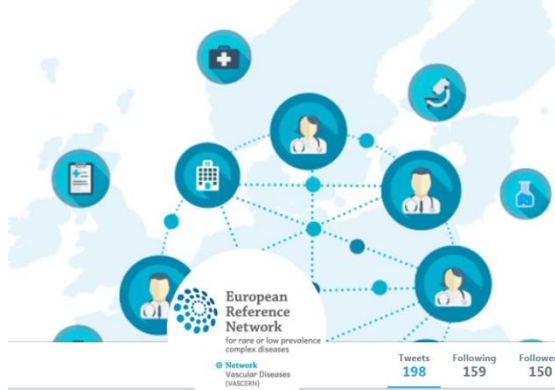 European
Reference
Network
for rare or low prevalence
complex diseases
Network
Vascular Diseases
(VASCERN)
Tweets Following
198 159 150